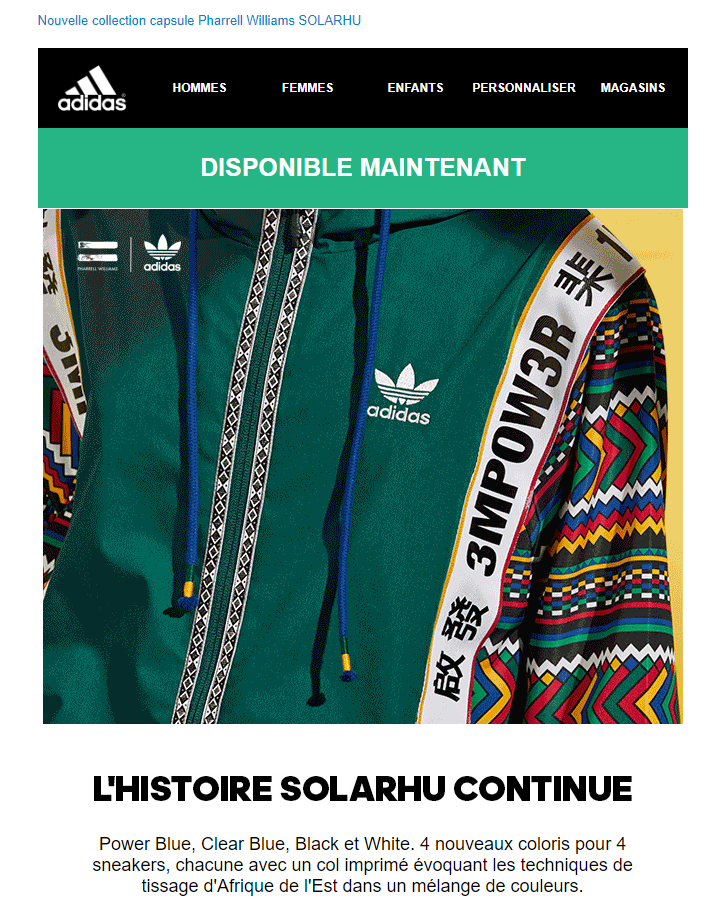 Nouvelle collection capsule Pharrell Williams SOLARHU
adidas
HOMMES
FEMMES
ENFANTS
PERSONNALISER
MAGASINS
DISPONIBLE MAINTENANT
PHARRELL WILLIAMS
adidas
發
3M
adidas
啟發 3MPOW3R
L'HISTOIRE SOLARHU CONTINUE
Power Blue, Clear Blue, Black et White. 4 nouveaux coloris pour 4
sneakers, chacune avec un col imprimé évoquant les techniques de
tissage d'Afrique de l'Est dans un mélange de couleurs.